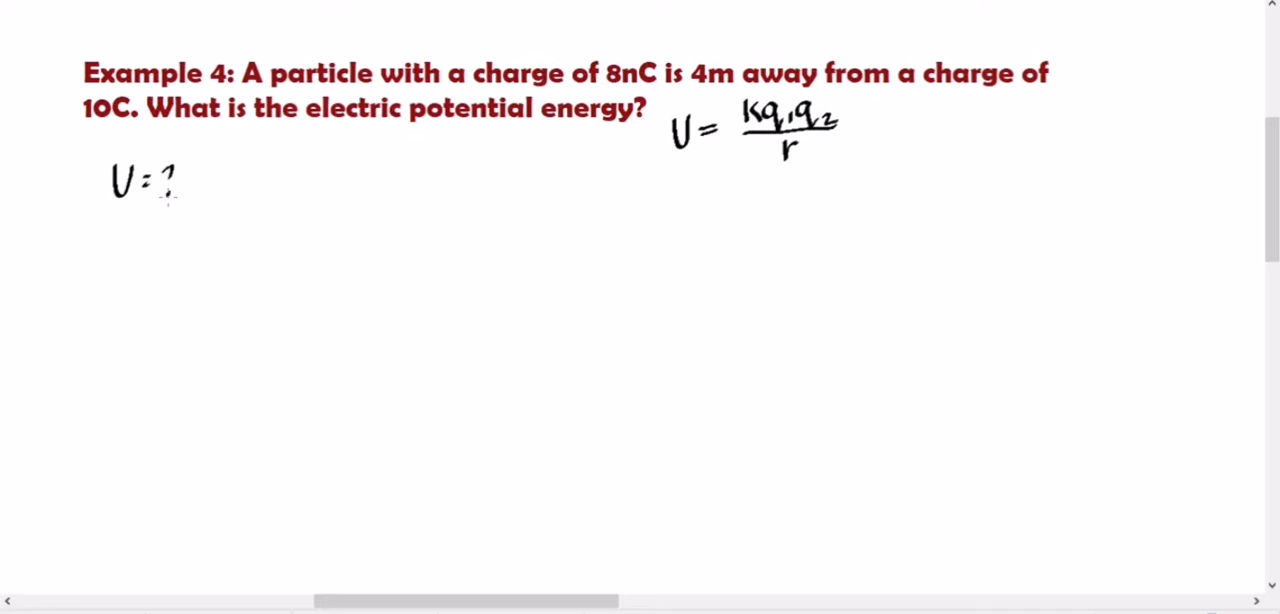 Example 4: A particle with a charge of 8nC is 4m away from a charge of
10C. What is the electric potential energy?
U = kq₁q₂/r
U = ?